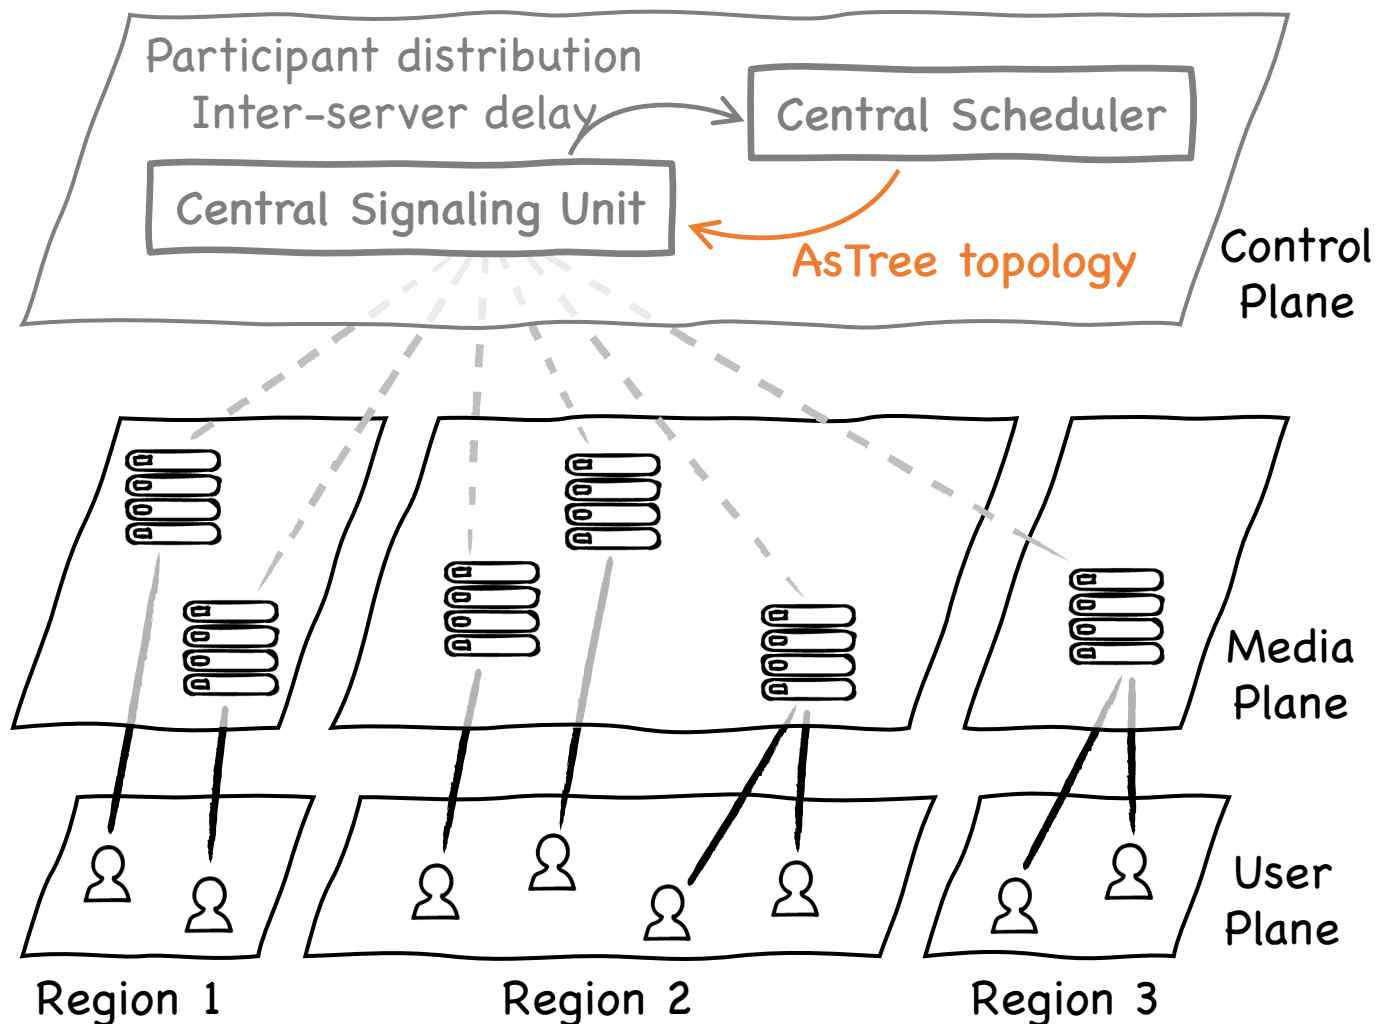 Participant distribution
Inter-server delay
Central Scheduler
Central Signaling Unit
AsTree topology
Control
Plane
Media
Plane
User
Plane
Region 1
Region 2
Region 3